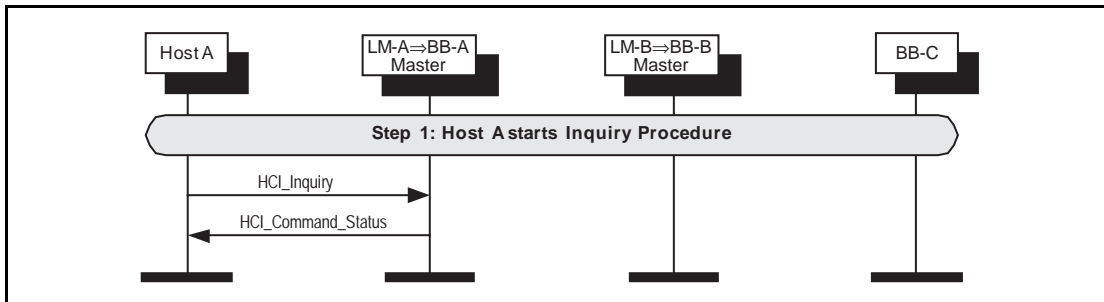 Host A
LM-A⇒BB-A
Master
LM-B⇒BB-B
Master
BB-C
Step 1: Host A starts Inquiry Procedure
HCI_Inquiry
HCI_Command_Status